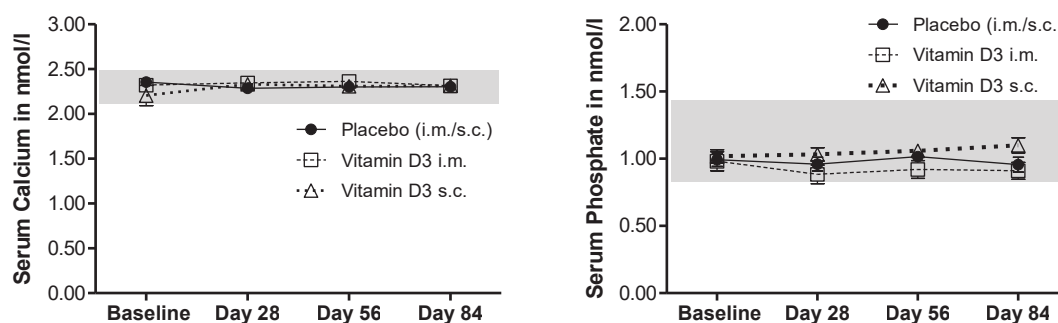 Serum Calcium in nmol/l
3.00
2.50
2.00
1.50
1.00
0.50
0.00
Placebo (i.m./s.c.)
Vitamin D3 i.m.
Vitamin D3 s.c.
Baseline Day 28 Day 56 Day 84
Serum Phosphate in nmol/l
2.00
1.50
1.00
0.50
0.00
Placebo (i.m./s.c.
Vitamin D3 i.m.
Vitamin D3 s.c.
Baseline Day 28 Day 56 Day 84